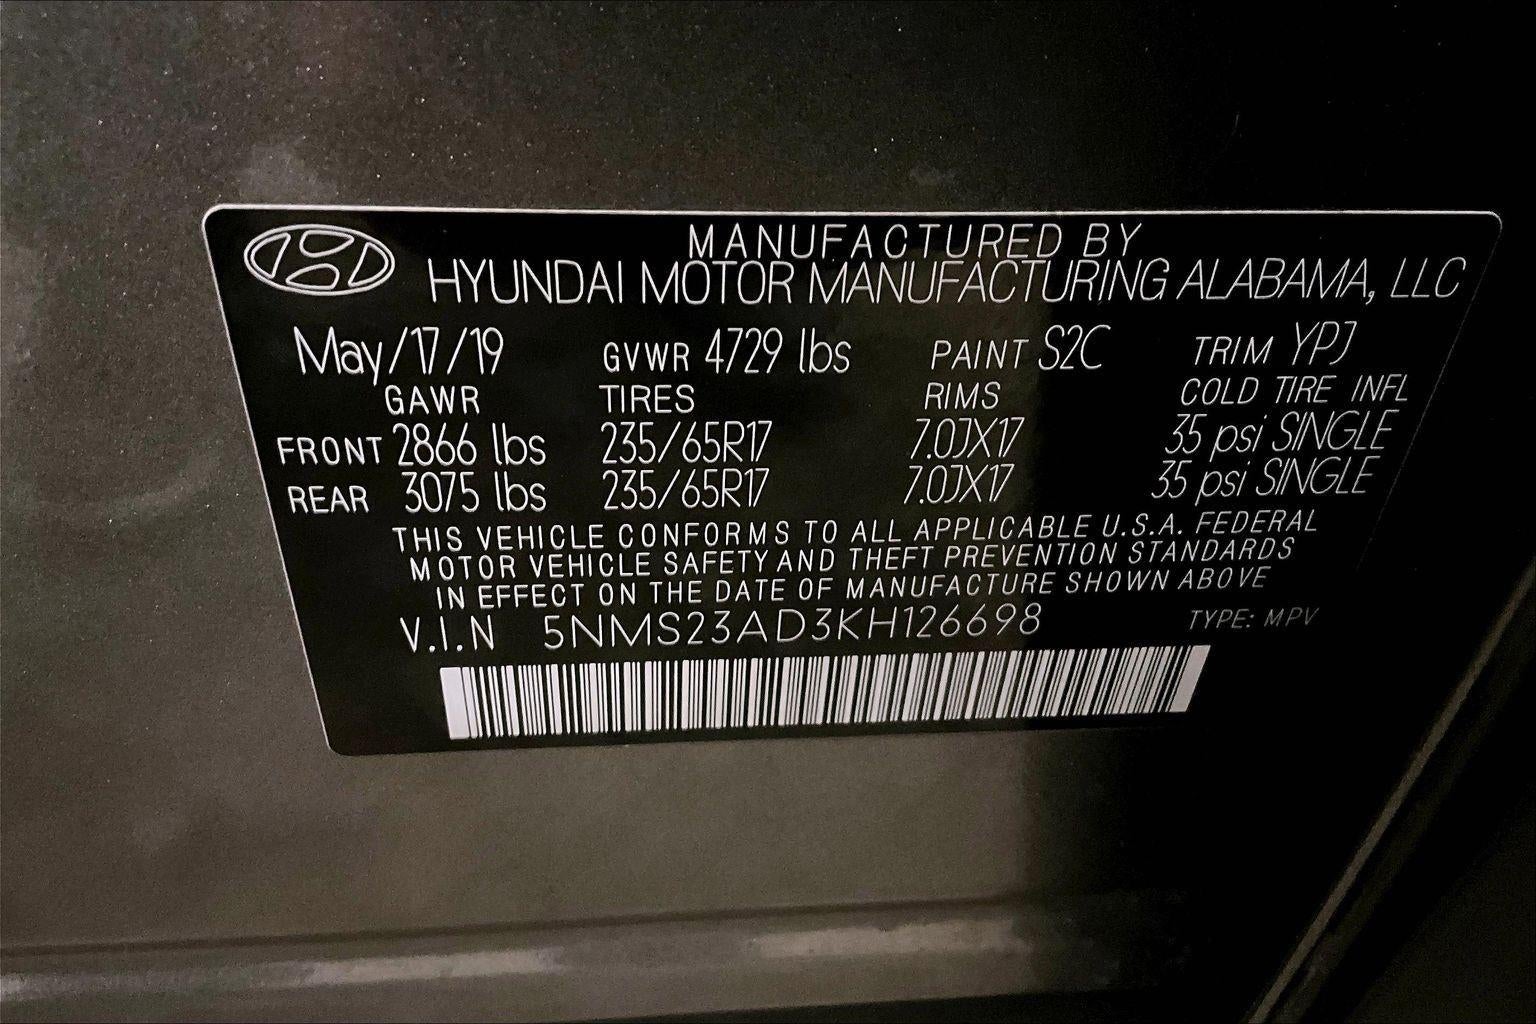 MANUFACTURED BY
HYUNDAI MOTOR MANUFACTURING ALABAMA, LLC
May/17/19 GVWR 4729 lbs PAINT S2C TRIM YPJ
GAWR TIRES RIMS COLD TIRE INFL
FRONT 2866 lbs 235/65R17 7.0JX17 35 psi SINGLE
REAR 3075 lbs 235/65R17 7.0JX17 35 psi SINGLE
THIS VEHICLE CONFORMS TO ALL APPLICABLE U.S.A. FEDERAL
MOTOR VEHICLE SAFETY AND THEFT PREVENTION STANDARDS
IN EFFECT ON THE DATE OF MANUFACTURE SHOWN ABOVE
V.I.N 5NMS23AD3KH126698 TYPE: MPV